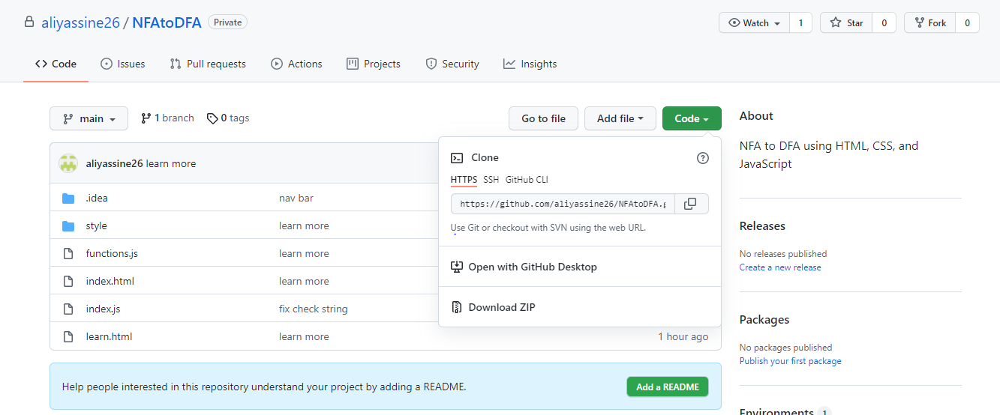 aliyassine26 / NFAtoDFA Private
Watch 1 Star 0 Fork 0
Code Issues Pull requests Actions Projects Security Insights
main 1 branch 0 tags
Go to file Add file Code
aliyassine26 learn more
.idea nav bar
style learn more
functions.js learn more
index.html learn more
index.js fix check string
learn.html learn more 1 hour ago
Clone
HTTPS SSH GitHub CLI
https://github.com/aliyassine26/NFAtoDFA.g
Use Git or checkout with SVN using the web URL.
Open with GitHub Desktop
Download ZIP
Help people interested in this repository understand your project by adding a README.
Add a README
About
NFA to DFA using HTML, CSS, and
JavaScript
Releases
No releases published
Create a new release
Packages
No packages published
Publish your first package
Environments 1